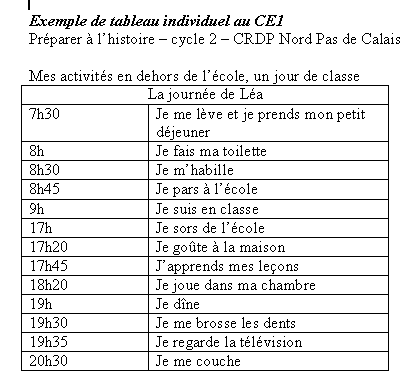 Exemple de tableau individuel au CE1
Préparer à l'histoire – cycle 2 – CRDP Nord Pas de Calais
Mes activités en dehors de l'école, un jour de classe
La journée de Léa
7h30 Je me lève et je prends mon petit
déjeuner
8h Je fais ma toilette
8h30 Je m'habille
8h45 Je pars à l'école
9h Je suis en classe
17h Je sors de l'école
17h20 Je goûte à la maison
17h45 J'apprends mes leçons
18h20 Je joue dans ma chambre
19h Je dîne
19h30 Je me brosse les dents
19h35 Je regarde la télévision
20h30 Je me couche